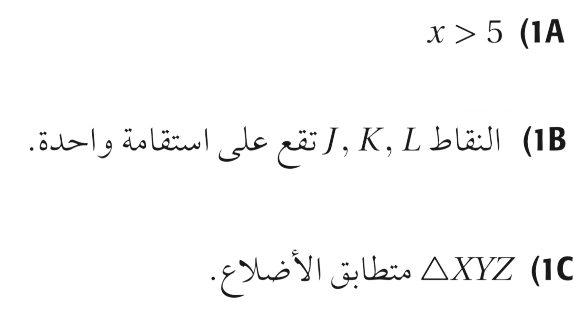 1A) x > 5
1B) النقاط J, K, L تقع على استقامة واحدة.
1C) △XYZ متطابق الأضلاع.